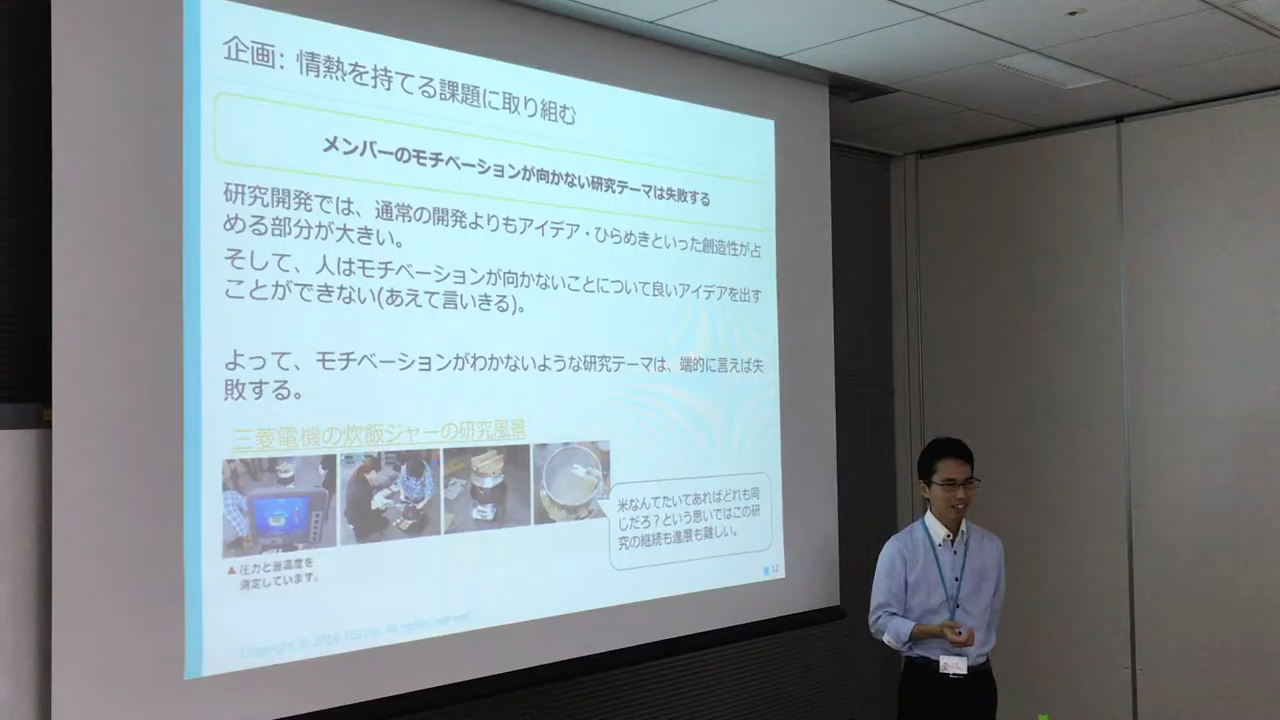 企画: 情熱を持てる課題に取り組む
メンバーのモチベーションが向かない研究テーマは失敗する
研究開発では、通常の開発よりもアイデア・ひらめきといった創造性が占
める部分が大きい。
そして、人はモチベーションが向かないことについて良いアイデアを出す
ことができない(あえて言いきる)。
よって、モチベーションがわかないような研究テーマは、端的に言えば失
敗する。
三菱電機の炊飯ジャーの研究風景
米なんてたいてあればどれも同
じだろ？という思いではこの研
究の継続も進展も難しい。
▲圧力と釜温度を
測定しています。
12
Copyright © 2016 TIS Inc. All rights reserved.